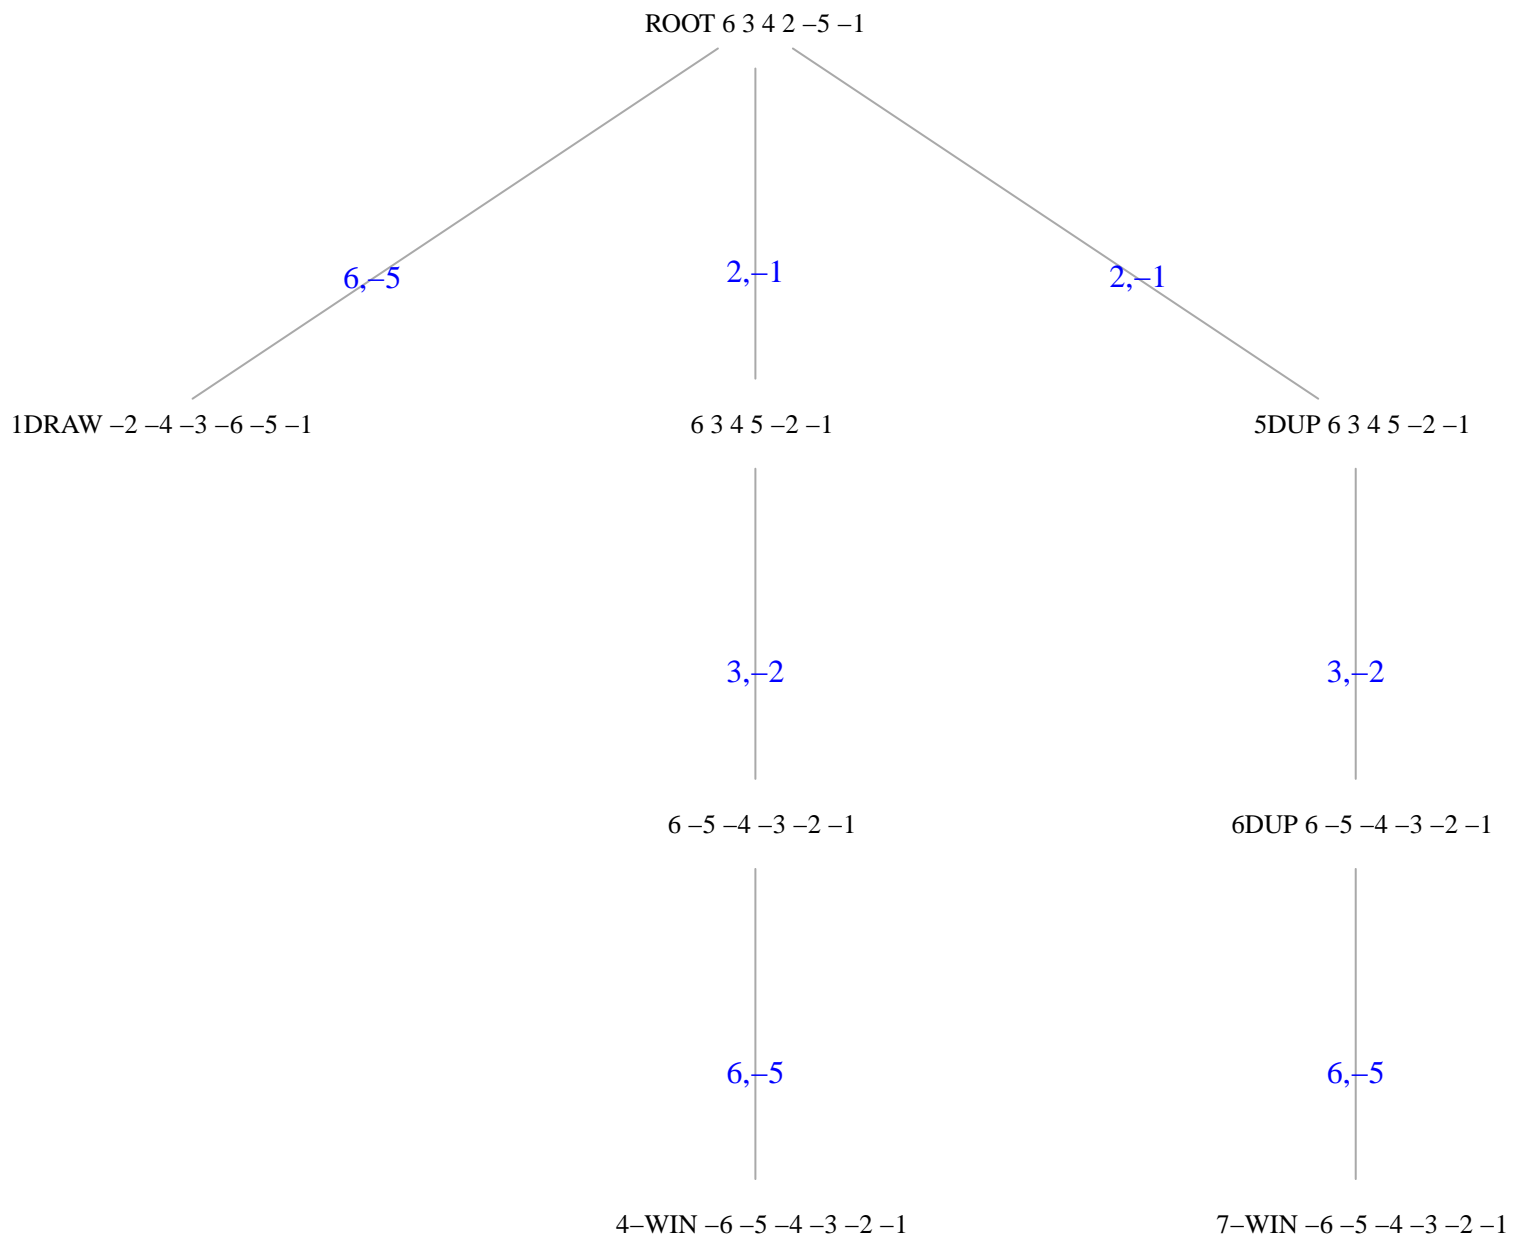 ROOT 6 3 4 2 –5 –1
6,–5
2,–1
2,–1
1DRAW –2 –4 –3 –6 –5 –1
6 3 4 5 –2 –1
5DUP 6 3 4 5 –2 –1
3,–2
3,–2
6 –5 –4 –3 –2 –1
6DUP 6 –5 –4 –3 –2 –1
6,–5
6,–5
4–WIN –6 –5 –4 –3 –2 –1
7–WIN –6 –5 –4 –3 –2 –1